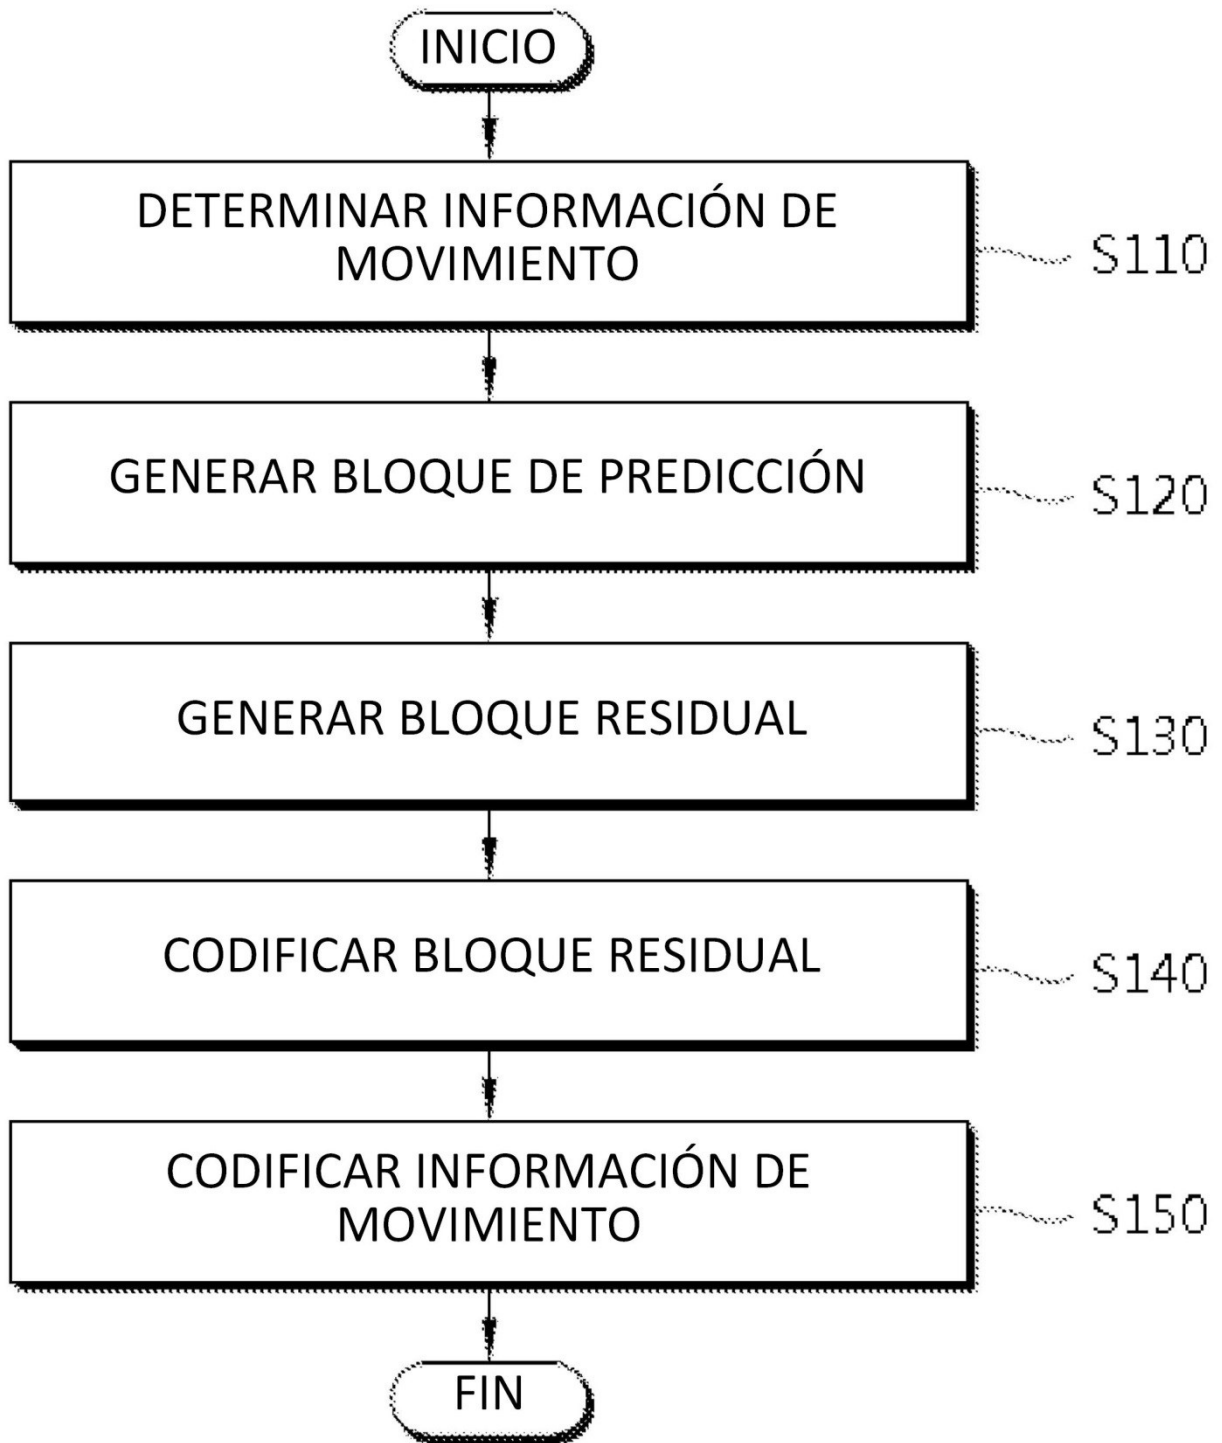 INICIO
DETERMINAR INFORMACIÓN DE
MOVIMIENTO
S110
GENERAR BLOQUE DE PREDICCIÓN
S120
GENERAR BLOQUE RESIDUAL
S130
CODIFICAR BLOQUE RESIDUAL
S140
CODIFICAR INFORMACIÓN DE
MOVIMIENTO
S150
FIN